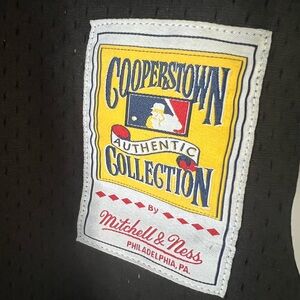 COOPERSTOWN
AUTHENTIC
COLLECTION
By
Mitchell & Ness
PHILADELPHIA, PA.